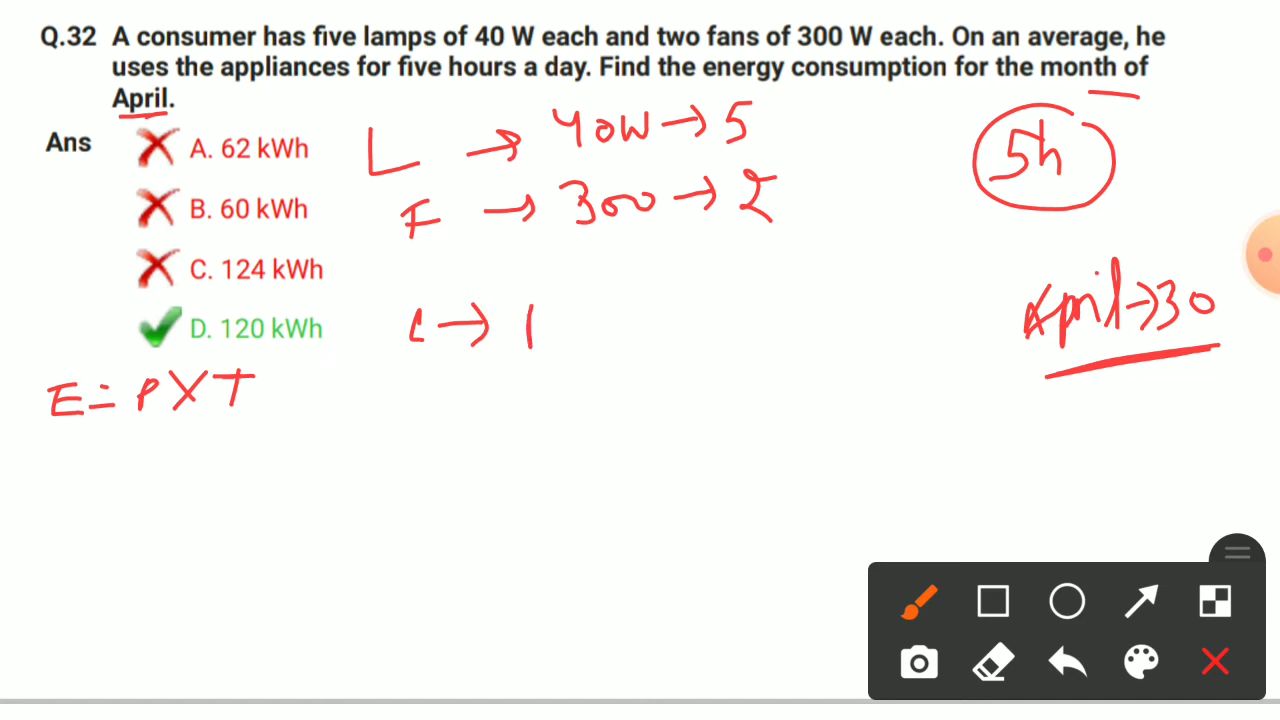 Q.32 A consumer has five lamps of 40 W each and two fans of 300 W each. On an average, he
uses the appliances for five hours a day. Find the energy consumption for the month of
April.
Ans
A. 62 kWh
L → 40W → 5
5h
B. 60 kWh
F → 300 → 2
C. 124 kWh
April → 30
D. 120 kWh
L → 1
E = P X T